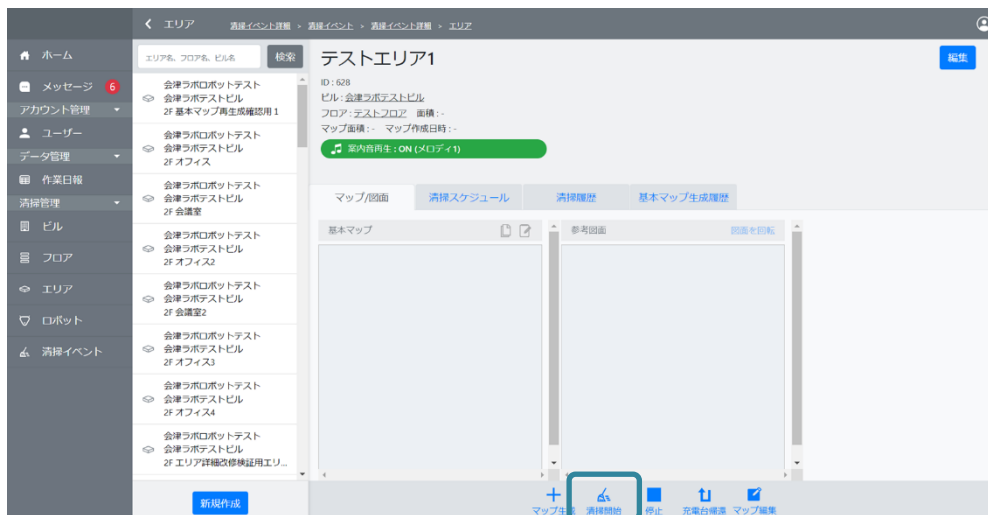 エリア 清掃イベント詳細 > 清掃イベント > 清掃イベント詳細 > エリア
ホーム
メッセージ 6
アカウント管理
ユーザー
データ管理
作業日報
清掃管理
ビル
フロア
エリア
ロボット
清掃イベント
エリア名、フロア名、ビル名 検索
会津ラボロボットテスト
会津ラボテストビル
2F 基本マップ再生成確認用 1
会津ラボロボットテスト
会津ラボテストビル
2F オフィス
会津ラボロボットテスト
会津ラボテストビル
2F 会議室
会津ラボロボットテスト
会津ラボテストビル
2F オフィス2
会津ラボロボットテスト
会津ラボテストビル
2F 会議室2
会津ラボロボットテスト
会津ラボテストビル
2F オフィス3
会津ラボロボットテスト
会津ラボテストビル
2F オフィス4
会津ラボロボットテスト
会津ラボテストビル
2F エリア詳細改修検証用エリ...
新規作成
テストエリア1 編集
ID : 628
ビル : 会津ラボテストビル
フロア : テストフロア 面積 : -
マップ面積 : - マップ作成日時 : -
案内音再生 : ON (メロディ1)
マップ/図面 清掃スケジュール 清掃履歴 基本マップ生成履歴
基本マップ 参考図面 図面を回転
マップ生成 清掃開始 停止 充電台帰還 マップ編集